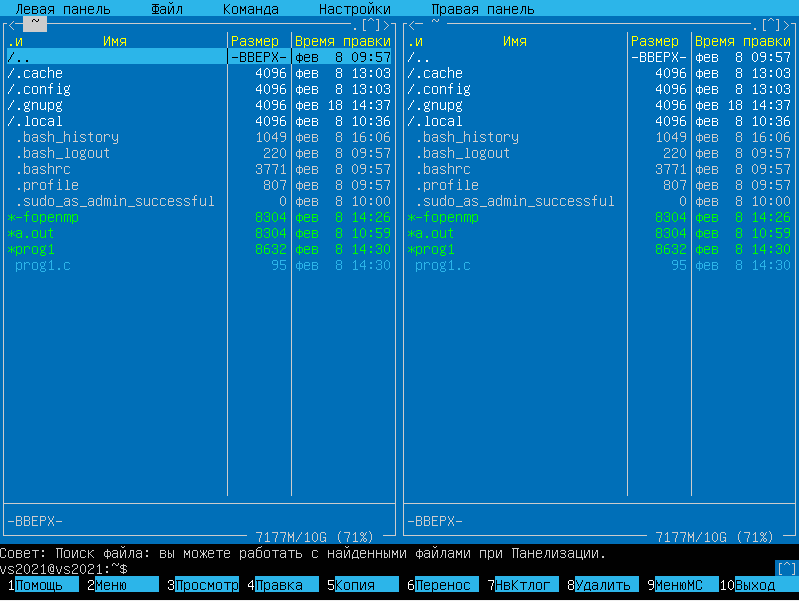 Левая панель Файл Команда Настройки Правая панель
<- ~ .[^]> <- ~ .[^]>
.и Имя Размер Время правки .и Имя Размер Время правки
/.. -ВВЕРХ- фев 8 09:57 /.. -ВВЕРХ- фев 8 09:57
/.cache 4096 фев 8 13:03 /.cache 4096 фев 8 13:03
/.config 4096 фев 8 13:03 /.config 4096 фев 8 13:03
/.gnupg 4096 фев 18 14:37 /.gnupg 4096 фев 18 14:37
/.local 4096 фев 8 10:36 /.local 4096 фев 8 10:36
.bash_history 1049 фев 8 16:06 .bash_history 1049 фев 8 16:06
.bash_logout 220 фев 8 09:57 .bash_logout 220 фев 8 09:57
.bashrc 3771 фев 8 09:57 .bashrc 3771 фев 8 09:57
.profile 807 фев 8 09:57 .profile 807 фев 8 09:57
.sudo_as_admin_successful 0 фев 8 10:00 .sudo_as_admin_successful 0 фев 8 10:00
*-fopenmp 8304 фев 8 14:26 *-fopenmp 8304 фев 8 14:26
*a.out 8304 фев 8 10:59 *a.out 8304 фев 8 10:59
*prog1 8632 фев 8 14:30 *prog1 8632 фев 8 14:30
prog1.c 95 фев 8 14:30 prog1.c 95 фев 8 14:30
-ВВЕРХ- -ВВЕРХ-
7177M/10G (71%) 7177M/10G (71%)
Совет: Поиск файла: вы можете работать с найденными файлами при Панелизации.
vs2021@vs2021:~$ [^]
1Помощь 2Меню 3Просмотр 4Правка 5Копия 6Перенос 7НвКтлог 8Удалить 9МенюMC 10Выход